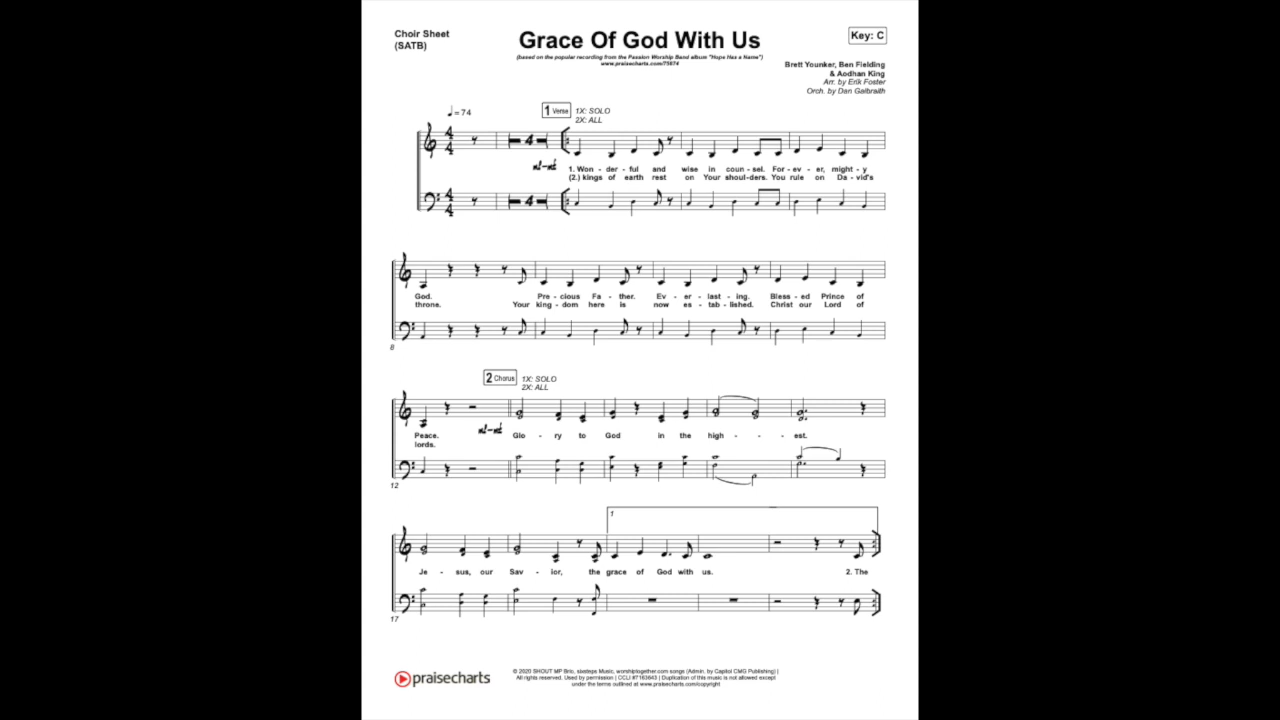 Choir Sheet
(SATB)
Grace Of God With Us
Key: C
(based on the popular recording from the Passion Worship Band album "Hope Has a Name")
www.praisecharts.com/75674
Brett Younker, Ben Fielding
& Aodhan King
Arr. by Erik Foster
Orch. by Dan Galbraith
♩ = 74
1 Verse
1X: SOLO
2X: ALL
4
mp-mf
1. Won - der - ful and wise in coun - sel. For - ev - er, might - y
(2.) kings of earth rest on Your shoul - ders. You rule on Da - vid's
4
God. Pre - cious Fa - ther. Ev - er - last - ing. Bless - ed Prince of
throne. Your king - dom here is now es - tab - lished. Christ our Lord of
8
2 Chorus
1X: SOLO
2X: ALL
mf-mf
Peace. Glo - ry to God in the high - - - est.
lords.
12
1
Je - sus, our Sav - ior, the grace of God with us. 2. The
17
praisecharts
© 2020 SHOUT MP Brio, sixsteps Music, worshiptogether.com songs (Admin. by Capitol CMG Publishing) |
All rights reserved. Used by permission | CCLI #7163643 | Duplication of this music is not allowed except
under the terms outlined at www.praisecharts.com/copyright